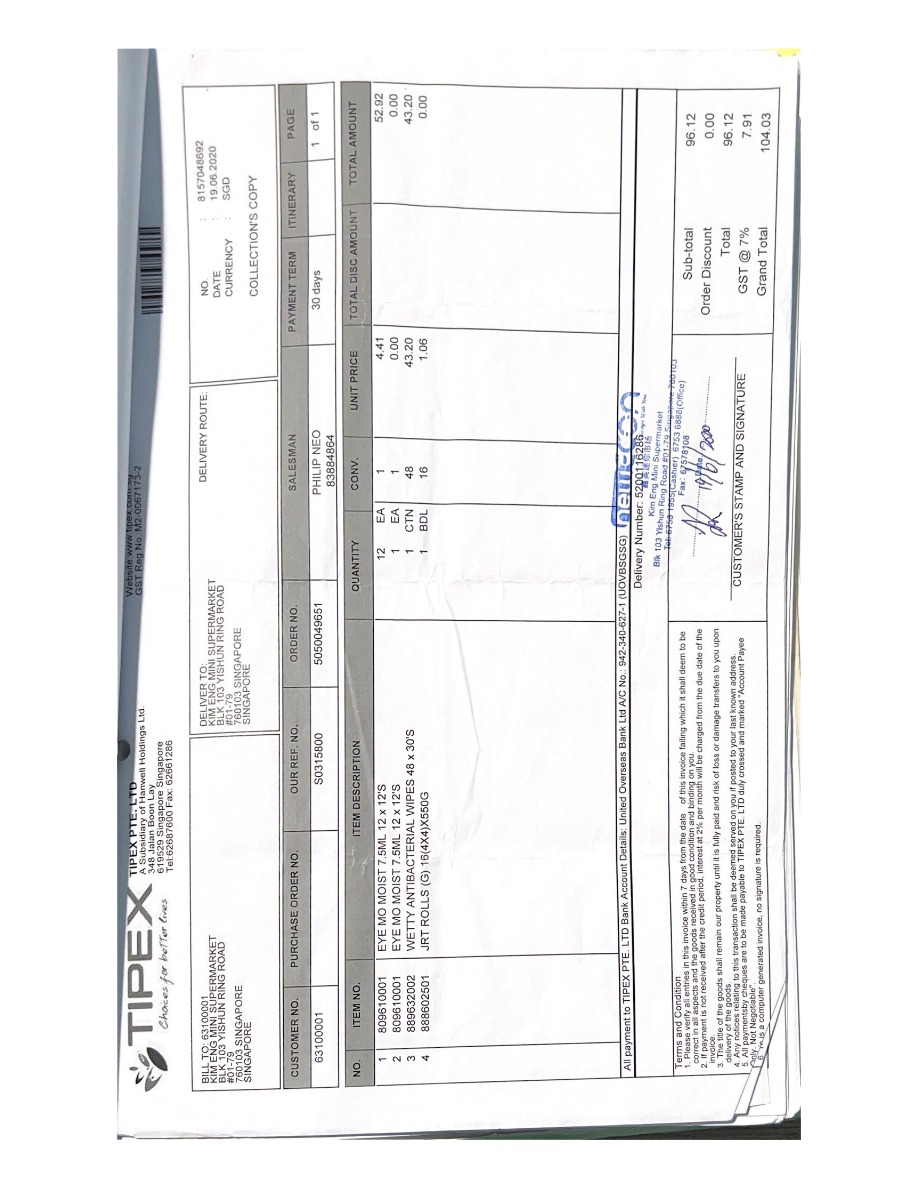 TIPEX
Choices for better lives
TIPEX PTE. LTD
A Subsidiary of Hanwell Holdings Ltd.
348 Jalan Boon Lay
619529 Singapore Singapore
Tel:62687600 Fax: 62661286
Website www.tipex.com.sg
GST Reg No. M2-0067173-2
BILL TO: 63100001
KIM ENG MINI SUPERMARKET
BLK 103 YISHUN RING ROAD
#01-79
760103 SINGAPORE
SINGAPORE
DELIVER TO:
KIM ENG MINI SUPERMARKET
BLK 103 YISHUN RING ROAD
#01-79
760103 SINGAPORE
SINGAPORE
DELIVERY ROUTE:
NO. : 8157048692
DATE : 19.06.2020
CURRENCY : SGD
COLLECTION'S COPY
CUSTOMER NO. PURCHASE ORDER NO. OUR REF. NO. ORDER NO. SALESMAN PAYMENT TERM ITINERARY PAGE
63100001 S0315800 5050049651 PHILIP NEO 30 days 1 of 1
83884864
NO. ITEM NO. ITEM DESCRIPTION QUANTITY CONV. UNIT PRICE TOTAL DISC AMOUNT TOTAL AMOUNT
1 809610001 EYE MO MOIST 7.5ML 12 x 12'S 12 EA 1 4.41 52.92
2 809610001 EYE MO MOIST 7.5ML 12 x 12'S 1 EA 1 0.00 0.00
3 889632002 WETTY ANTIBACTERIAL WIPES 48 x 30'S 1 CTN 48 43.20 43.20
4 888602501 JRT ROLLS (G) 16(4X4)X550G 1 BDL 16 1.06 0.00
All payment to TIPEX PTE. LTD Bank Account Details: United Overseas Bank Ltd A/C No.: 942-340-627-1 (UOVBSGSG)
Delivery Number: 5200116286
Kim Eng Mini Supermarket
Blk 103 Yishun Ring Road #01-79 Singapore 760103
Tel: 6758 1955(Cashier) 6753 6888(Office)
Fax: 67578108
19/6/2020
CUSTOMER'S STAMP AND SIGNATURE
Terms and Condition
1. Please verify all entries in this invoice within 7 days from the date of this invoice failing which it shall deem to be
correct in all aspects and the goods received in good condition and binding on you.
2. If payment is not received after the credit period, interest at 2% per month will be charged from the due date of the
invoice.
3. The title of the goods shall remain our property until it is fully paid and risk of loss or damage transfers to you upon
delivery of the goods.
4. Any notices relating to this transaction shall be deemed served on you if posted to your last known address.
5. All paymentsby cheques are to be made payable to TIPEX PTE. LTD duly crossed and marked "Account Payee
Only. Not Negotiable".
6. is a computer generated invoice, no signature is required.
Sub-total 96.12
Order Discount 0.00
Total 96.12
GST @ 7% 7.91
Grand Total 104.03